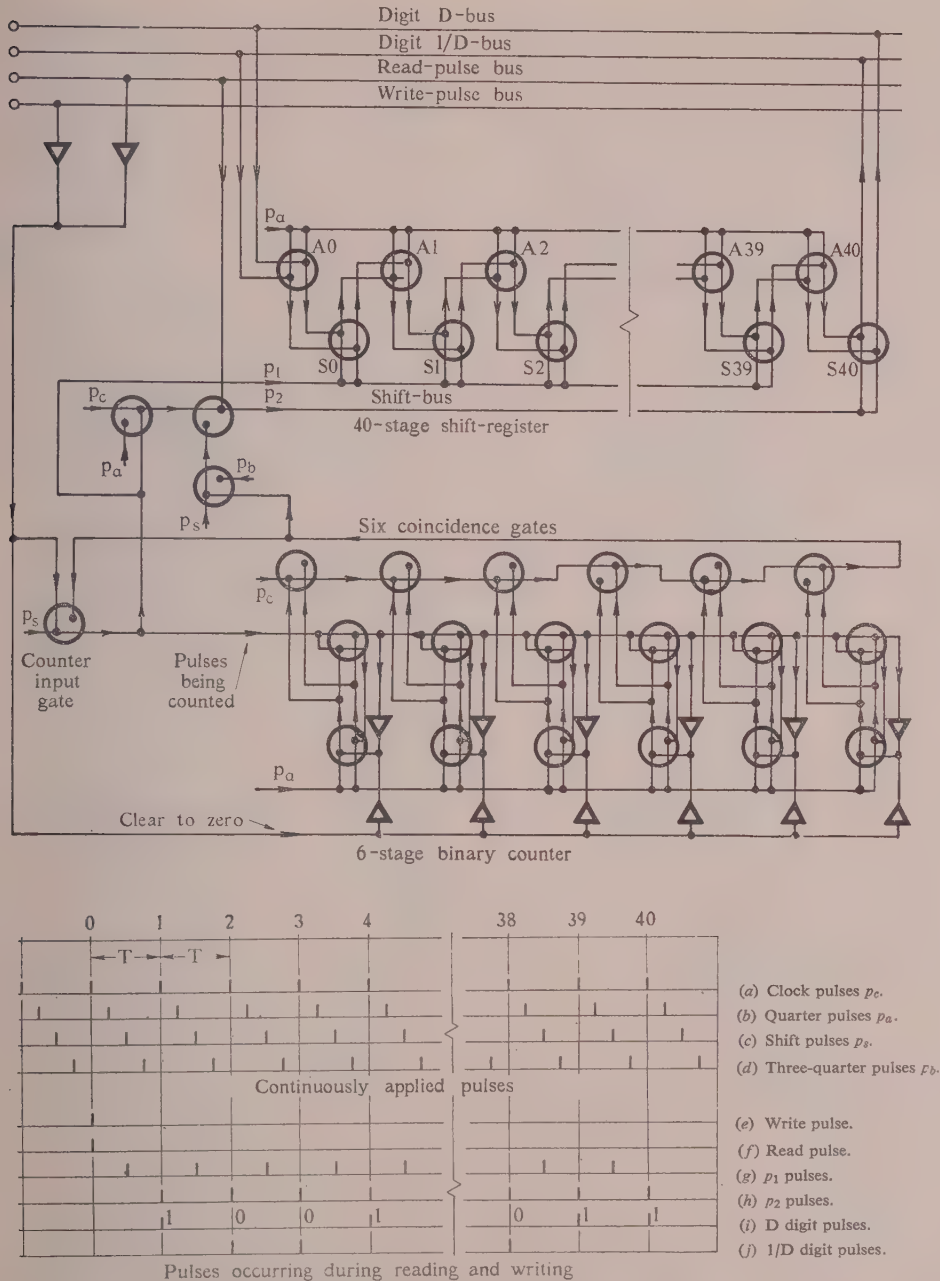 Digit D-bus
Digit 1/D-bus
Read-pulse bus
Write-pulse bus
pa
A0 A1 A2 A39 A40
S0 S1 S2 S39 S40
p1
Shift-bus
pc p2
40-stage shift-register
pa pb
ps
Six coincidence gates
pc
ps
Counter input gate
Pulses being counted
pa
Clear to zero
6-stage binary counter
0 1 2 3 4 38 39 40
T T
(a) Clock pulses pc.
(b) Quarter pulses pa.
(c) Shift pulses ps.
(d) Three-quarter pulses pb.
Continuously applied pulses
(e) Write pulse.
(f) Read pulse.
(g) p1 pulses.
(h) p2 pulses.
1 0 0 1 0 1 1
(i) D digit pulses.
(j) 1/D digit pulses.
Pulses occurring during reading and writing